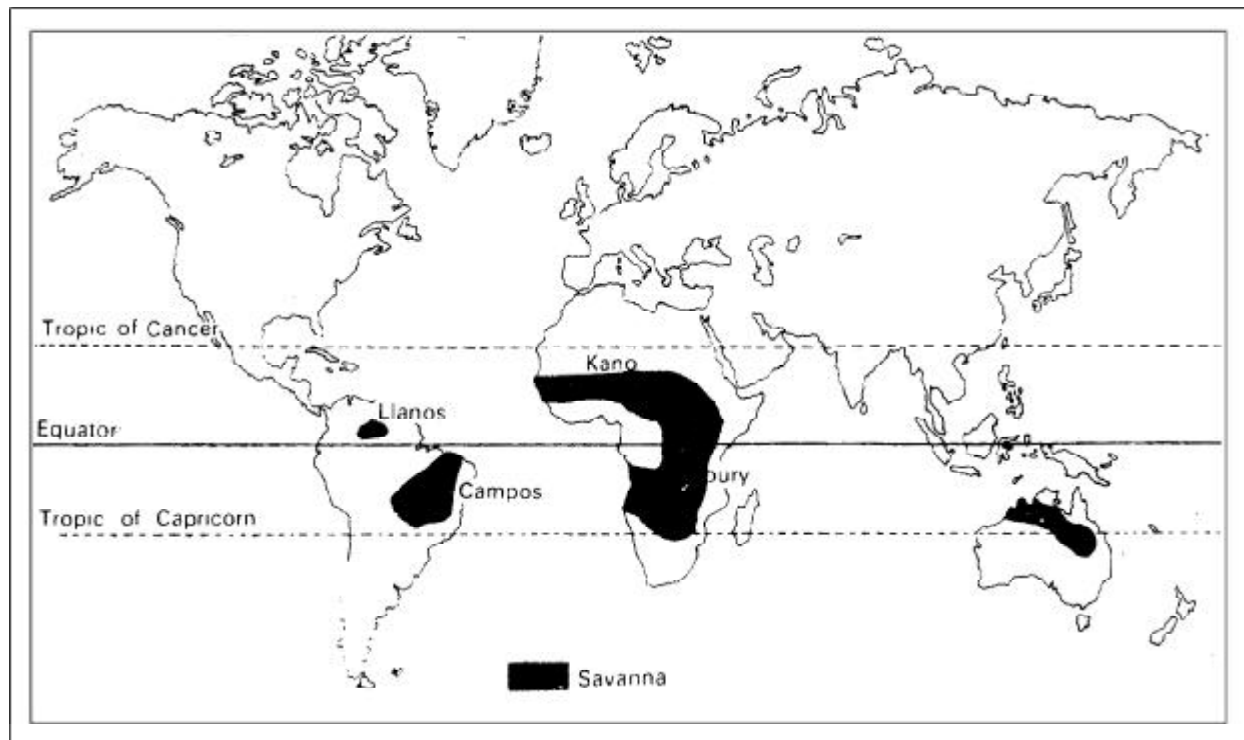 Tropic of Cancer
Kano
Llanos
Equator
Campos
Tropic of Capricorn
Savanna